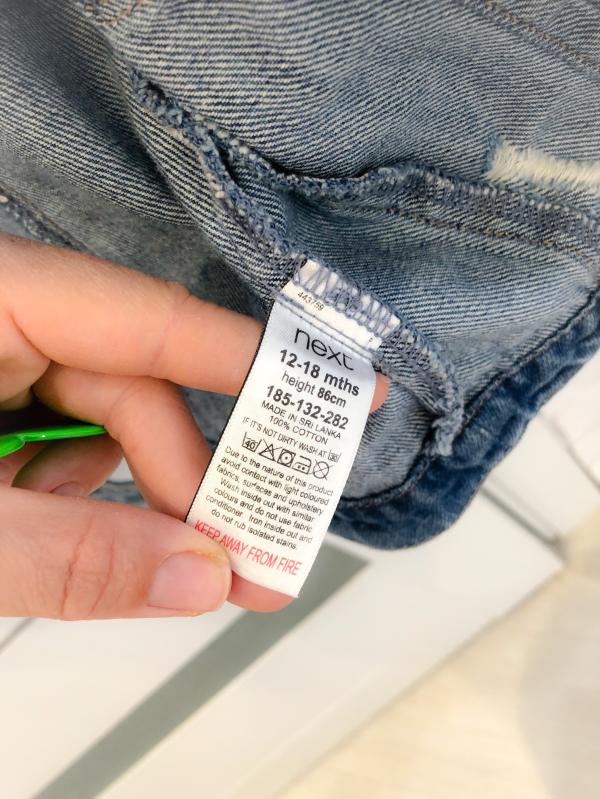 443759
next
12-18 mths
height 86cm
185-132-282
MADE IN SRI LANKA
100% COTTON
IF IT'S NOT DIRTY WASH AT 30
40
Due to the nature of this product
avoid contact with light coloured
fabrics, surfaces and upholstery
Wash inside out with similar
colours and do not use fabric
conditioner. Iron inside out and
do not rub isolated stains.
KEEP AWAY FROM FIRE